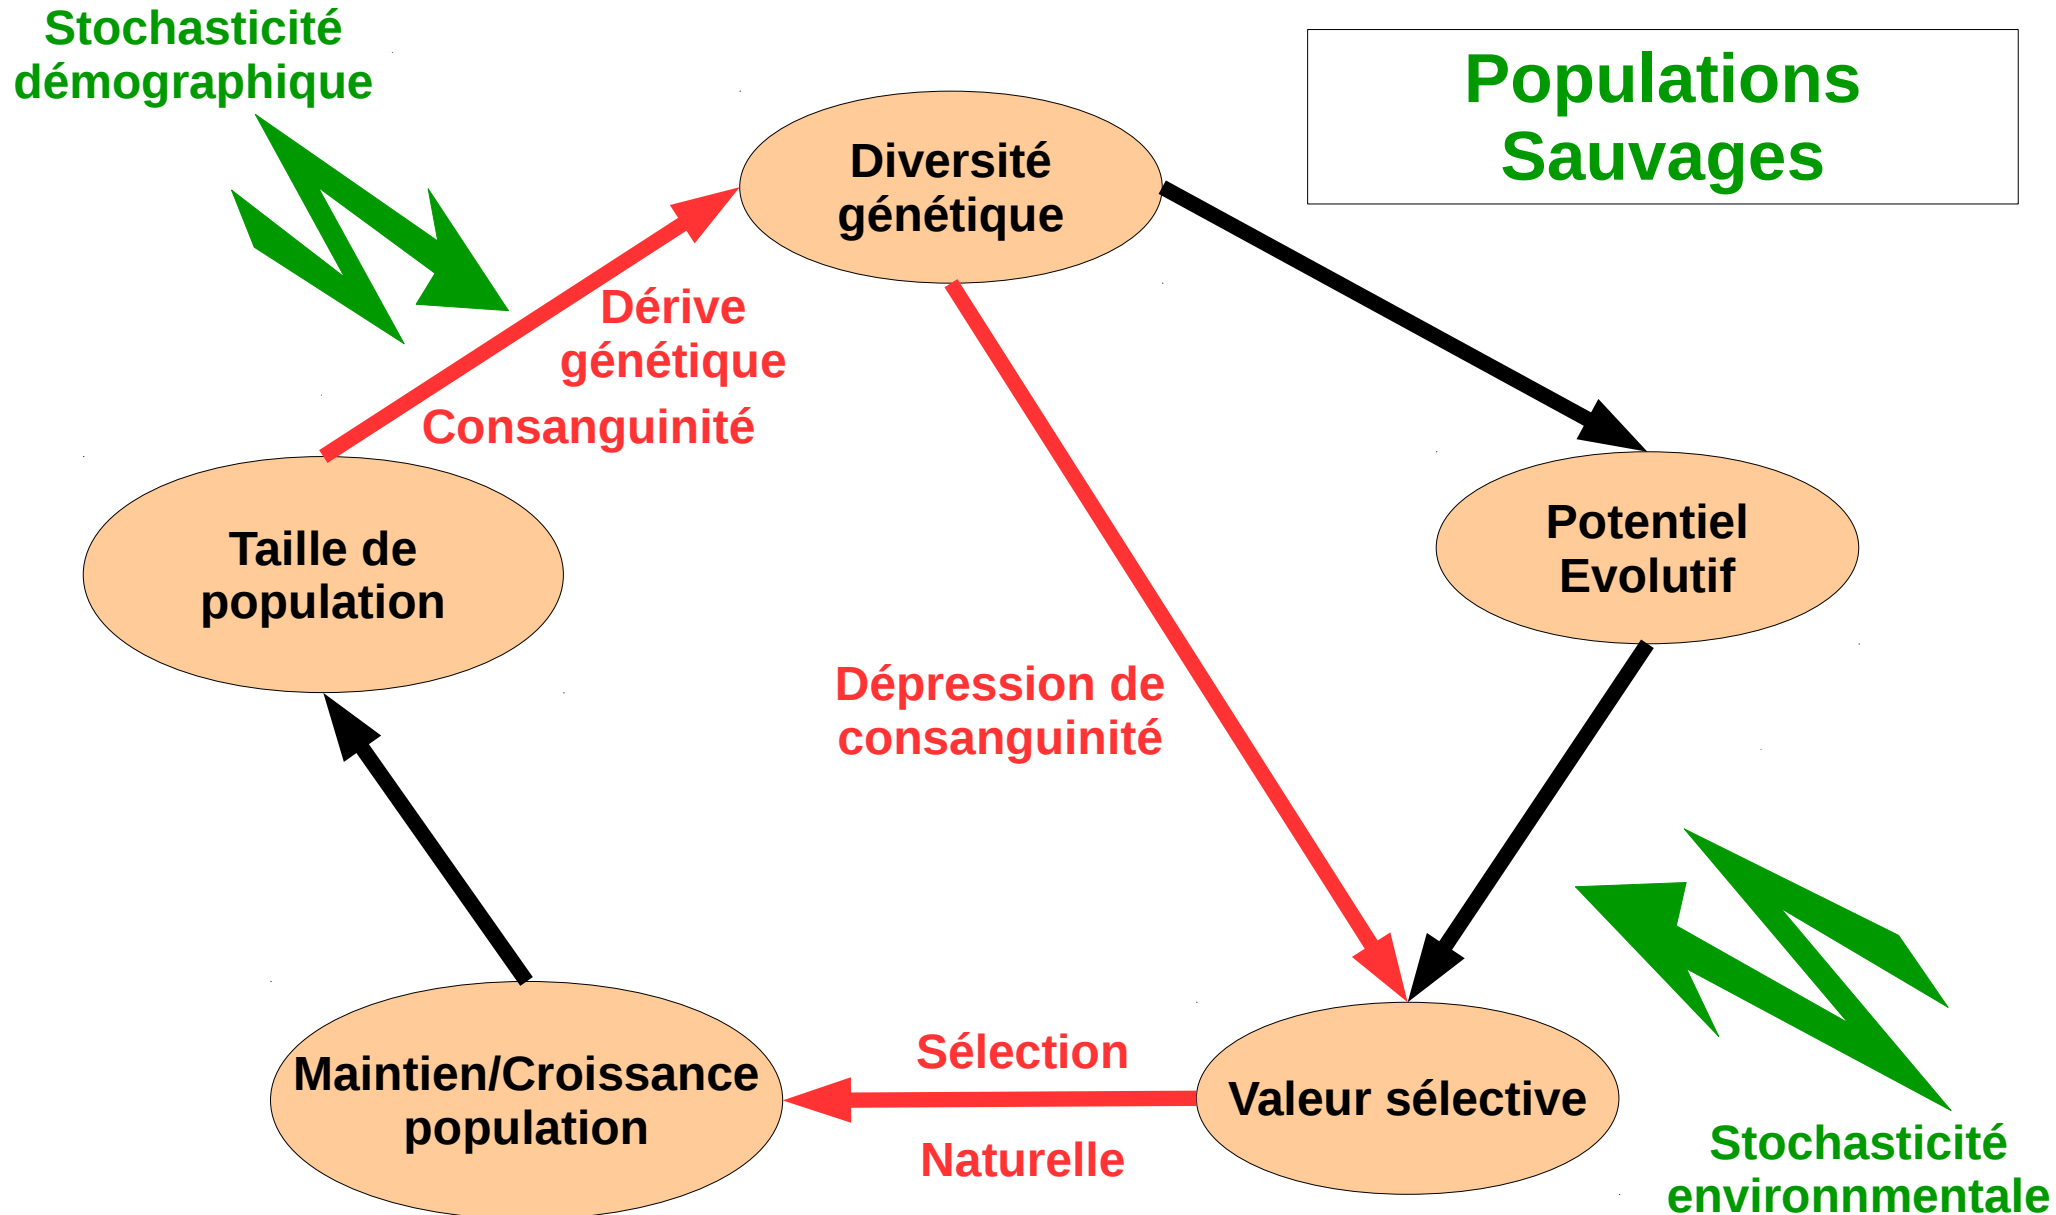 Stochasticité
démographique
Populations
Sauvages
Diversité
génétique
Dérive
génétique
Consanguinité
Taille de
population
Potentiel
Evolutif
Dépression de
consanguinité
Maintien/Croissance
population
Sélection
Naturelle
Valeur sélective
Stochasticité
environnmentale